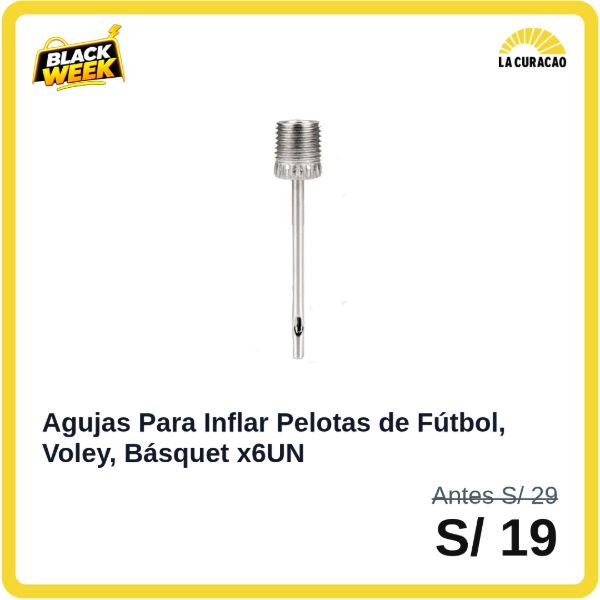 BLACK
WEEK
LA CURACAO
Agujas Para Inflar Pelotas de Fútbol,
Voley, Básquet x6UN
Antes S/ 29
S/ 19